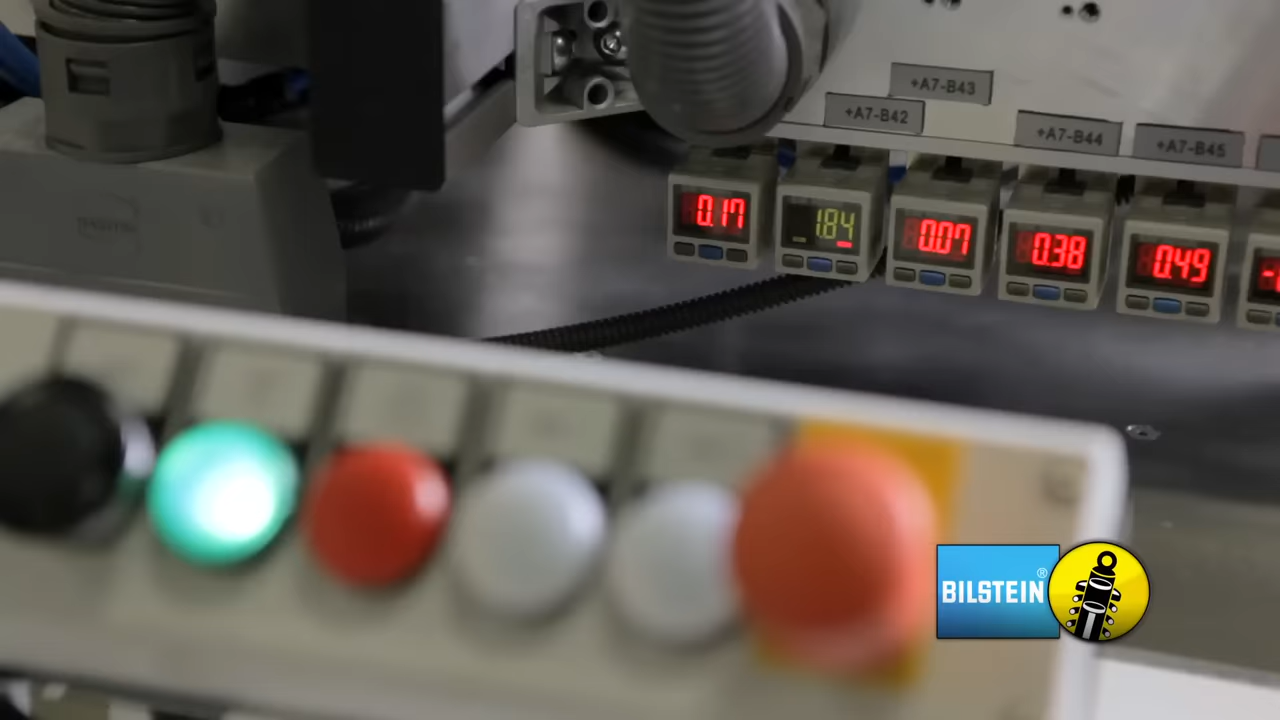 +A7-B43
+A7-B42
+A7-B44
+A7-B45
0.17
1.84
0.07
0.38
0.49
BILSTEIN®